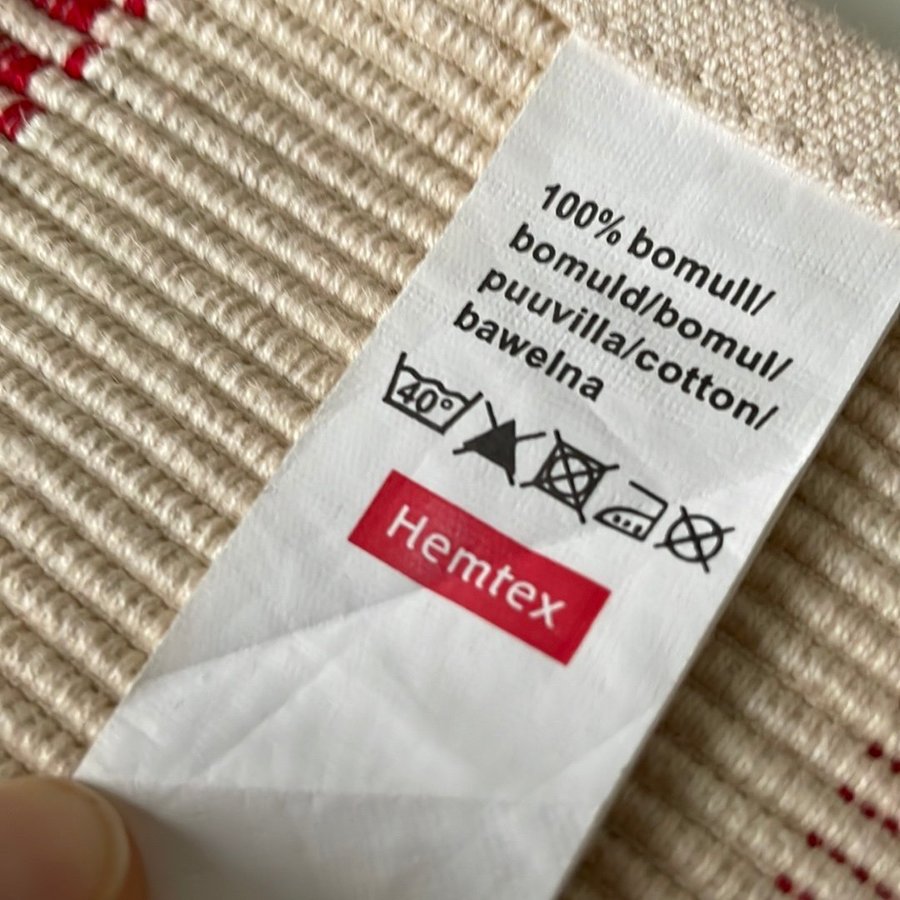 100% bomull/
bomuld/bomul/
puuvilla/cotton/
bawelna
40°
Hemtex